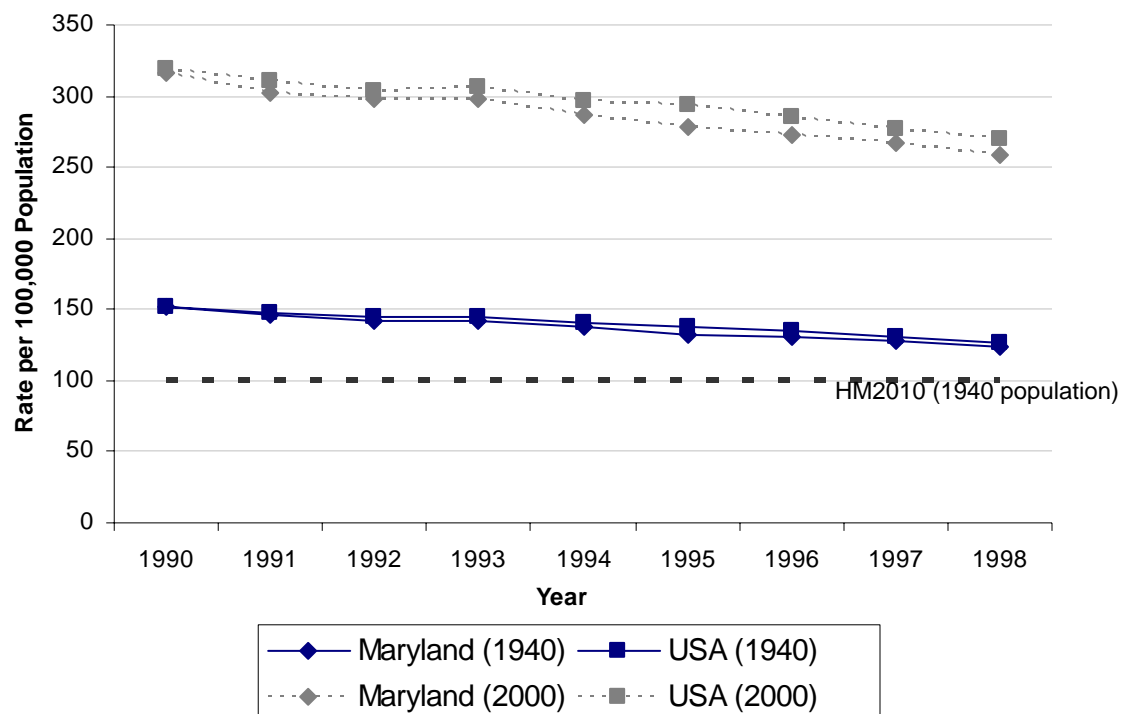 350
300
250
200
150
100
50
0
Rate per 100,000 Population
HM2010 (1940 population)
1990 1991 1992 1993 1994 1995 1996 1997 1998
Year
Maryland (1940) USA (1940)
Maryland (2000) USA (2000)